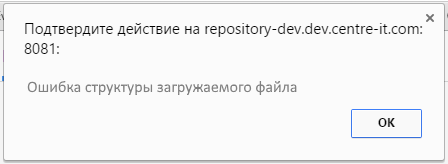 Подтвердите действие на repository-dev.dev.centre-it.com:
8081:
Ошибка структуры загружаемого файла
OK